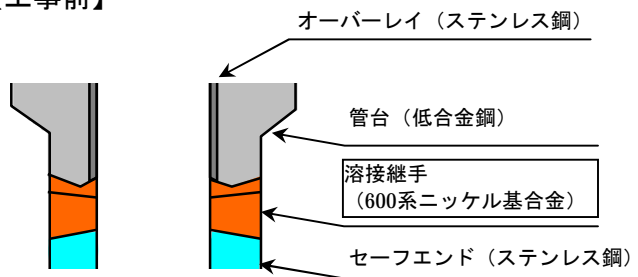 工事前】
オーバーレイ（ステンレス鋼）
管台（低合金鋼）
溶接継手
（600系ニッケル基合金）
セーフエンド（ステンレス鋼）